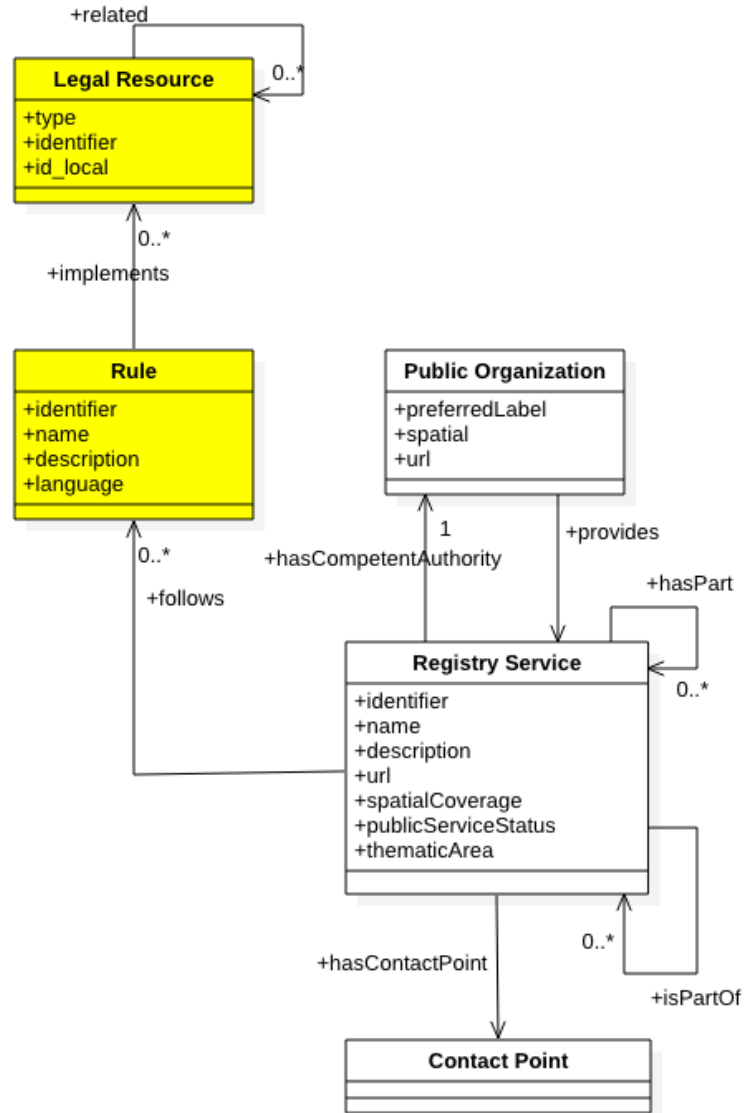 +related
0..*
Legal Resource
+type
+identifier
+id_local
0..*
+implements
Rule
+identifier
+name
+description
+language
Public Organization
+preferredLabel
+spatial
+url
0..*
+follows
1
+hasCompetentAuthority
+provides
+hasPart
0..*
Registry Service
+identifier
+name
+description
+url
+spatialCoverage
+publicServiceStatus
+thematicArea
0..*
+isPartOf
+hasContactPoint
Contact Point